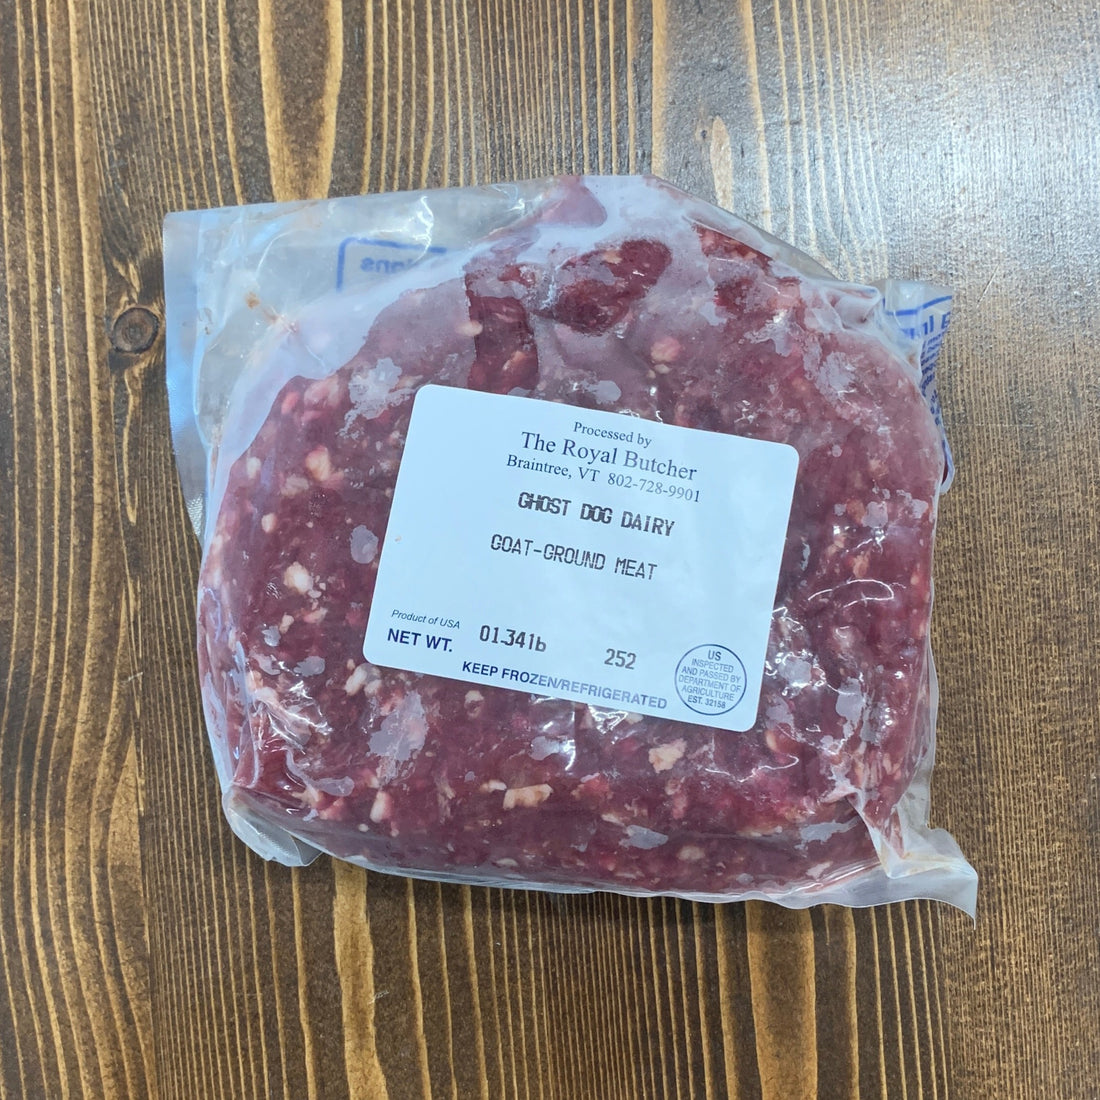 Processed by
The Royal Butcher
Braintree, VT 802-728-9901
GHOST DOG DAIRY
GOAT-GROUND MEAT
Product of USA
NET WT. 01.34lb 252
KEEP FROZEN/REFRIGERATED
US
INSPECTED
AND PASSED BY
DEPARTMENT OF
AGRICULTURE
EST. 32158